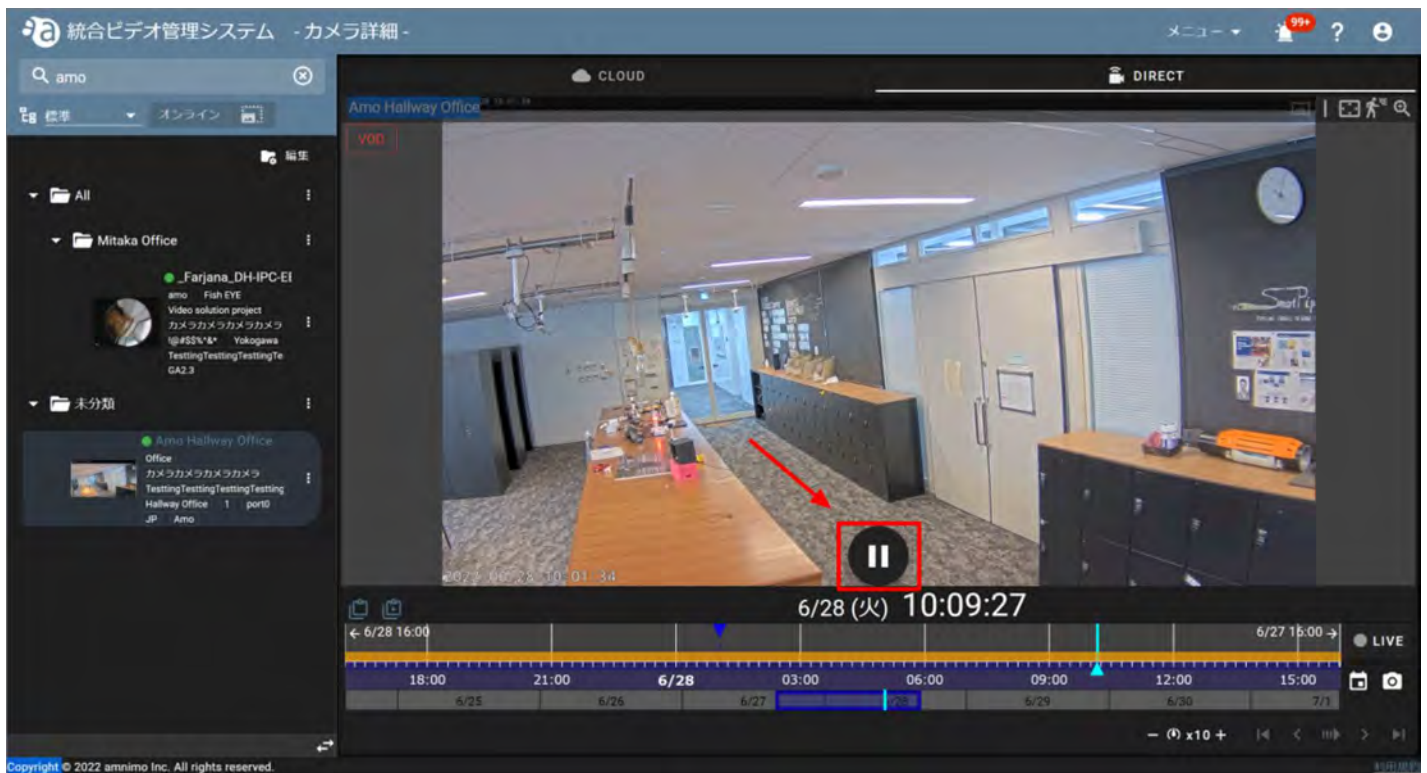 統合ビデオ管理システム - カメラ詳細 -
メニュー
99+
?
amo
標準
オンライン
編集
All
Mitaka Office
_Farjana_DH-IPC-EI
amo Fish EYE
Video solution project
カメラカメラカメラカメラ
!@#$$%^&* Yokogawa
TesttingTesttingTesttingTe
GA2.3
未分類
Amo Hallway Office
Office
カメラカメラカメラカメラ
TesttingTesttingTesttingTestting
Hallway Office 1 port0
JP Amo
CLOUD
DIRECT
Amo Hallway Office
VOD
6/28 (火) 10:09:27
6/28 16:00
6/27 16:00
LIVE
18:00 21:00 6/28 03:00 06:00 09:00 12:00 15:00
6/25 6/26 6/27 6/28 6/29 6/30 7/1
x10
Copyright © 2022 amnimo Inc. All rights reserved.
利用規約